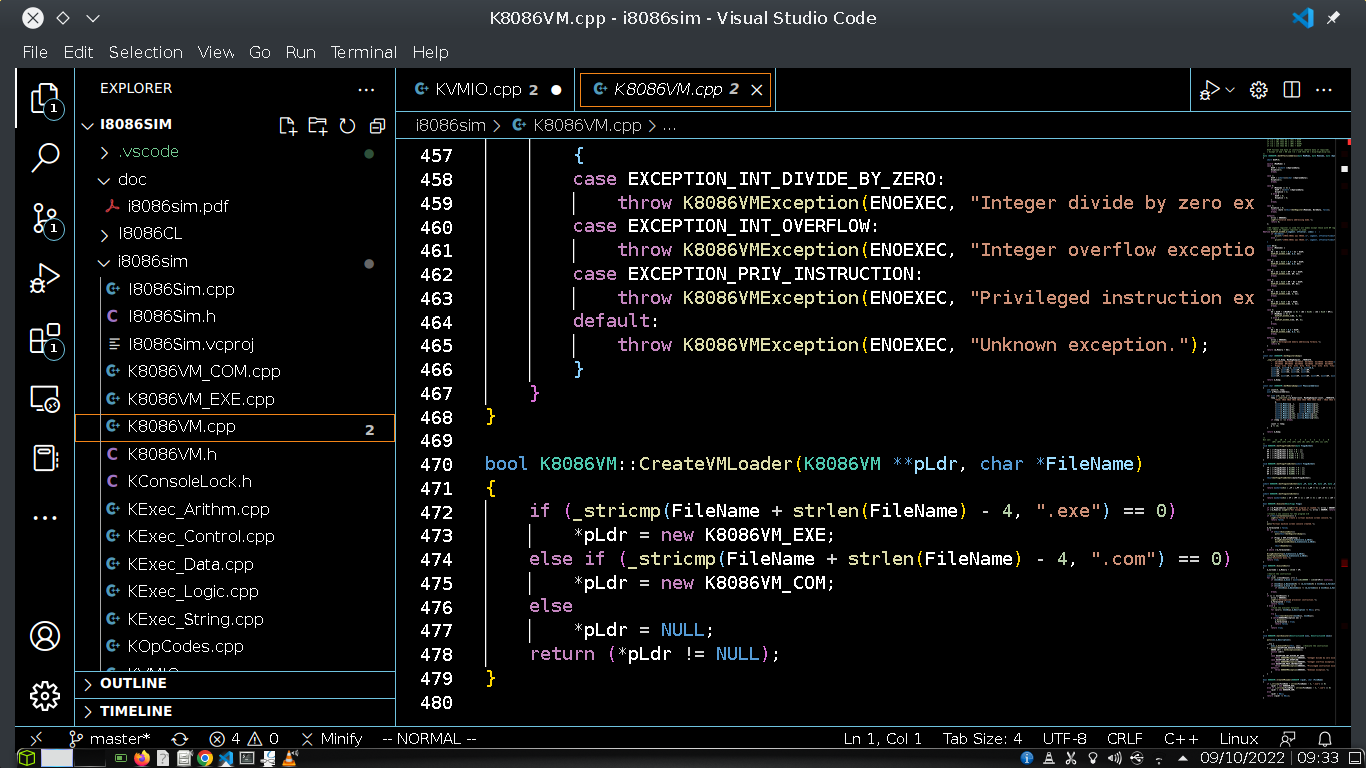 K8086VM.cpp - i8086sim - Visual Studio Code
File Edit Selection View Go Run Terminal Help
EXPLORER
KVMIO.cpp 2
K8086VM.cpp 2
I8086SIM
i8086sim > K8086VM.cpp > ...
.vscode
doc
i8086sim.pdf
I8086CL
i8086sim
I8086Sim.cpp
I8086Sim.h
I8086Sim.vcproj
K8086VM_COM.cpp
K8086VM_EXE.cpp
K8086VM.cpp 2
K8086VM.h
KConsoleLock.h
KExec_Arithm.cpp
KExec_Control.cpp
KExec_Data.cpp
KExec_Logic.cpp
KExec_String.cpp
KOpCodes.cpp
OUTLINE
TIMELINE
1
1
1
457 {
458 case EXCEPTION_INT_DIVIDE_BY_ZERO:
459 throw K8086VMException(ENOEXEC, "Integer divide by zero ex
460 case EXCEPTION_INT_OVERFLOW:
461 throw K8086VMException(ENOEXEC, "Integer overflow exceptio
462 case EXCEPTION_PRIV_INSTRUCTION:
463 throw K8086VMException(ENOEXEC, "Privileged instruction ex
464 default:
465 throw K8086VMException(ENOEXEC, "Unknown exception.");
466 }
467 }
468 }
469
470 bool K8086VM::CreateVMLoader(K8086VM **pLdr, char *FileName)
471 {
472 if (_stricmp(FileName + strlen(FileName) - 4, ".exe") == 0)
473 *pLdr = new K8086VM_EXE;
474 else if (_stricmp(FileName + strlen(FileName) - 4, ".com") == 0)
475 *pLdr = new K8086VM_COM;
476 else
477 *pLdr = NULL;
478 return (*pLdr != NULL);
479 }
480
master* 4 0 Minify -- NORMAL -- Ln 1, Col 1 Tab Size: 4 UTF-8 CRLF C++ Linux
09/10/2022 09:33